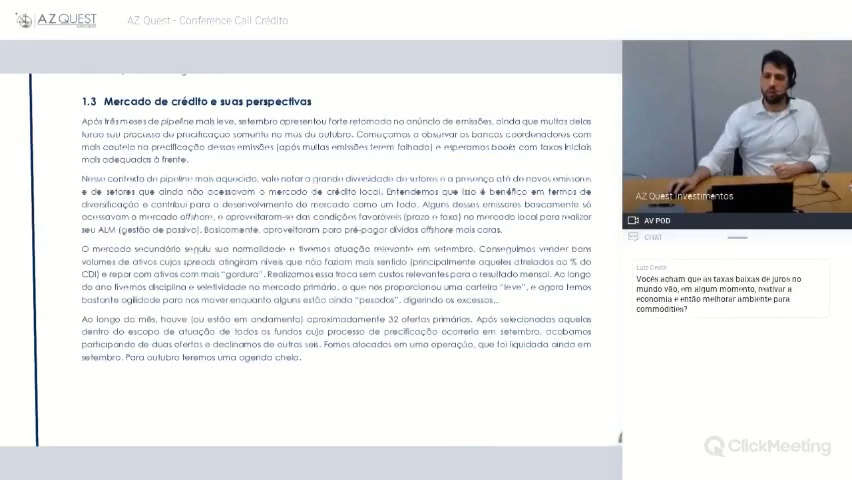 AZ QUEST
AZ Quest - Conference Call Crédito
1.3 Mercado de crédito e suas perspectivas
Após três meses de pipeline mais leve, setembro apresentou forte retomada no anúncio de emissões, ainda que muitas delas
terão seu processo de precificação somente no mês de outubro. Começamos a observar os bancos coordenadores com
mais cautela na precificação dessas emissões (após muitas emissões terem falhado) e esperamos books com taxas iniciais
mais adequadas à frente.
Nesse contexto de pipeline mais aquecido, vale notar a grande diversidade de setores e a presença até de novos emissores
e de setores que ainda não acessavam o mercado de crédito local. Entendemos que isso é benéfico em termos de
diversificação e contribui para o desenvolvimento do mercado como um todo. Alguns desses emissores basicamente só
acessavam o mercado offshore, e aproveitaram-se das condições favoráveis (prazo e taxa) no mercado local para realizar
seu ALM (gestão de passivo). Basicamente, aproveitaram para pré-pagar dívidas offshore mais caras.
O mercado secundário seguiu sua normalidade e tivemos atuação relevante em setembro. Conseguimos vender bons
volumes de ativos cujos spreads atingiram níveis que não faziam mais sentido (principalmente aqueles atrelados ao % do
CDI) e repor com ativos com mais "gordura". Realizamos essa troca sem custos relevantes para o resultado mensal. Ao longo
do ano tivemos disciplina e seletividade no mercado primário, o que nos proporcionou uma carteira "leve", e agora temos
bastante agilidade para nos mover enquanto alguns estão ainda "pesados", digerindo os excessos...
Ao longo do mês, houve (ou estão em andamento) aproximadamente 32 ofertas primárias. Após selecionadas aquelas
dentro do escopo de atuação de todos os fundos cujo processo de precificação ocorreria em setembro, acabamos
participando de duas ofertas e declinamos de outras seis. Fomos alocados em uma operação, que foi liquidada ainda em
setembro. Para outubro teremos uma agenda cheia.
AZ Quest Investimentos
AV POD
CHAT
Vocês acham que as taxas baixas de juros no
mundo vão, em algum momento, reativar a
economia e então melhorar ambiente para
commodities?
ClickMeeting